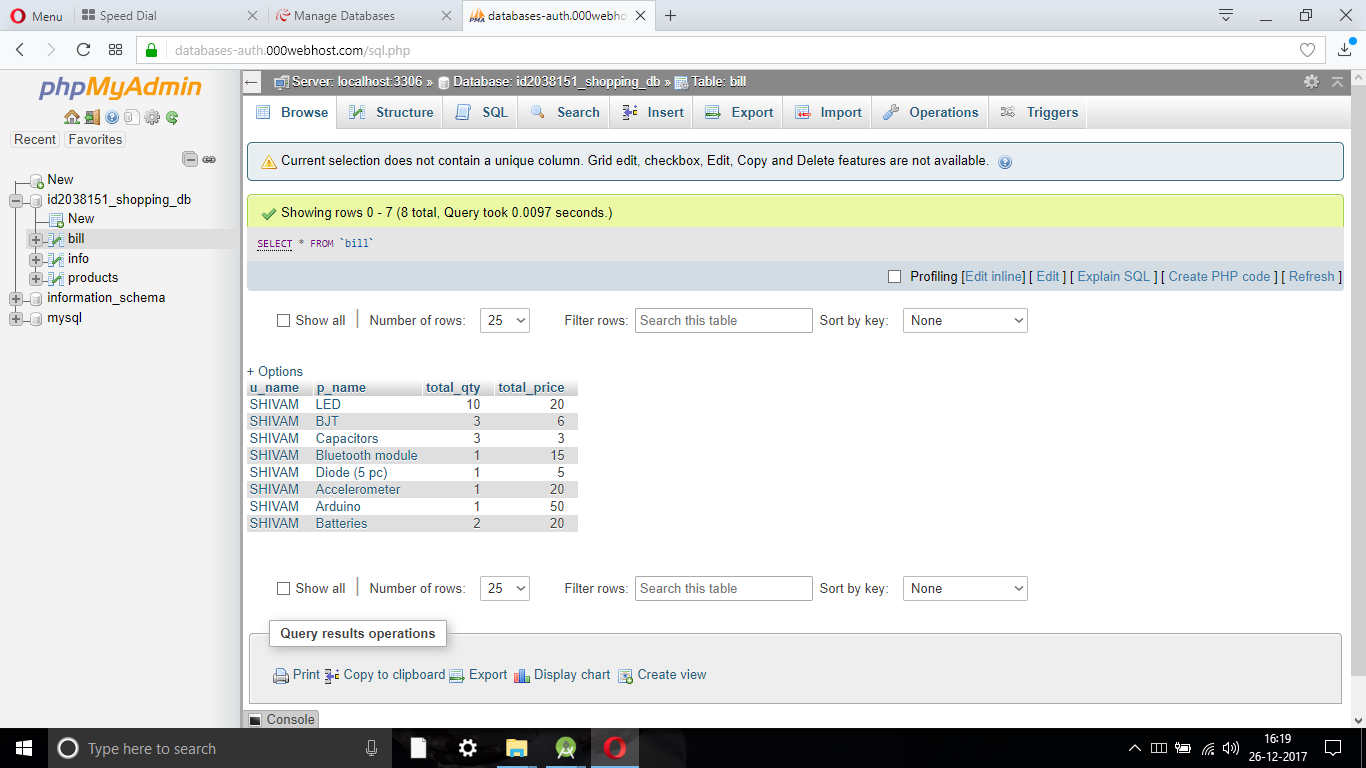 Menu Speed Dial Manage Databases databases-auth.000webho
databases-auth.000webhost.com/sql.php
phpMyAdmin
Recent Favorites
New
id2038151_shopping_db
New
bill
info
products
information_schema
mysql
Server: localhost:3306 » Database: id2038151_shopping_db » Table: bill
Browse Structure SQL Search Insert Export Import Operations Triggers
Current selection does not contain a unique column. Grid edit, checkbox, Edit, Copy and Delete features are not available.
Showing rows 0 - 7 (8 total, Query took 0.0097 seconds.)
SELECT * FROM `bill`
Profiling [Edit inline] [ Edit ] [ Explain SQL ] [ Create PHP code ] [ Refresh ]
Show all Number of rows: 25 Filter rows: Search this table Sort by key: None
+ Options
u_name p_name total_qty total_price
SHIVAM LED 10 20
SHIVAM BJT 3 6
SHIVAM Capacitors 3 3
SHIVAM Bluetooth module 1 15
SHIVAM Diode (5 pc) 1 5
SHIVAM Accelerometer 1 20
SHIVAM Arduino 1 50
SHIVAM Batteries 2 20
Show all Number of rows: 25 Filter rows: Search this table Sort by key: None
Query results operations
Print Copy to clipboard Export Display chart Create view
Console
Type here to search
16:19
26-12-2017